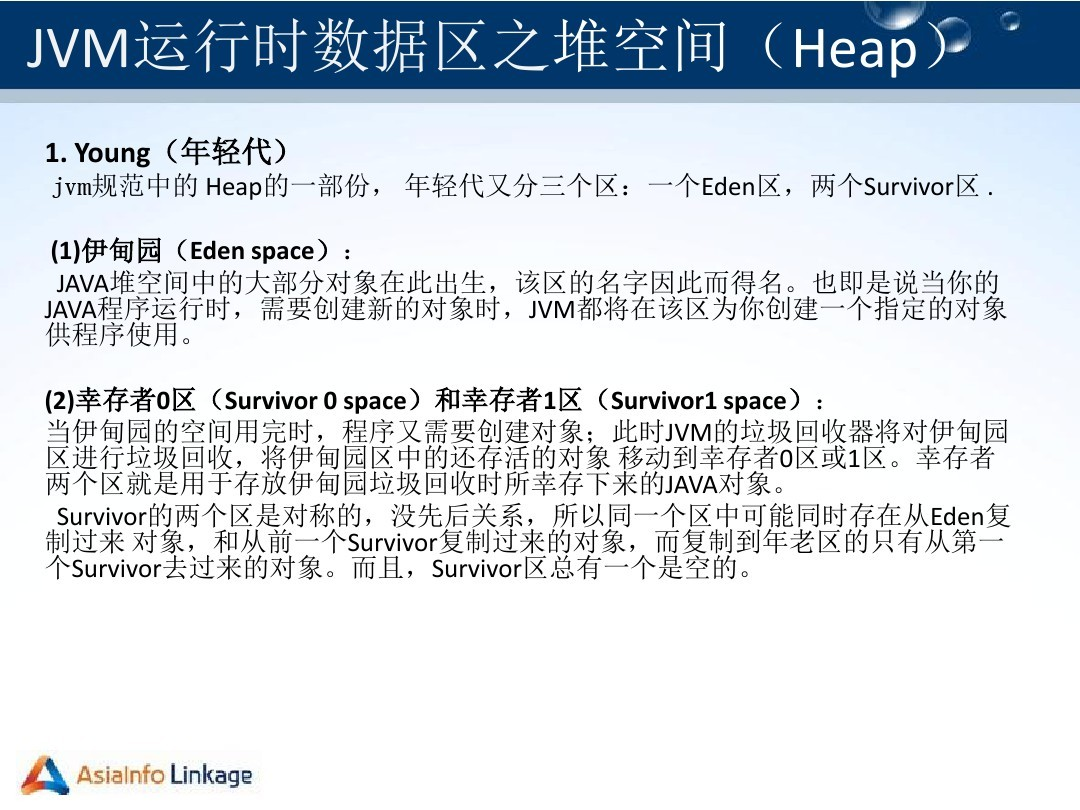 JVM运行时数据区之堆空间（Heap）
1. Young（年轻代）
jvm规范中的 Heap的一部份， 年轻代又分三个区：一个Eden区，两个Survivor区 .
(1)伊甸园（Eden space）：
JAVA堆空间中的大部分对象在此出生，该区的名字因此而得名。也即是说当你的
JAVA程序运行时，需要创建新的对象时，JVM都将在该区为你创建一个指定的对象
供程序使用。
(2)幸存者0区（Survivor 0 space）和幸存者1区（Survivor1 space）：
当伊甸园的空间用完时，程序又需要创建对象；此时JVM的垃圾回收器将对伊甸园
区进行垃圾回收，将伊甸园区中的还存活的对象 移动到幸存者0区或1区。幸存者
两个区就是用于存放伊甸园垃圾回收时所幸存下来的JAVA对象。
Survivor的两个区是对称的，没先后关系，所以同一个区中可能同时存在从Eden复
制过来 对象，和从前一个Survivor复制过来的对象，而复制到年老区的只有从第一
个Survivor去过来的对象。而且，Survivor区总有一个是空的。
AsiaInfo Linkage